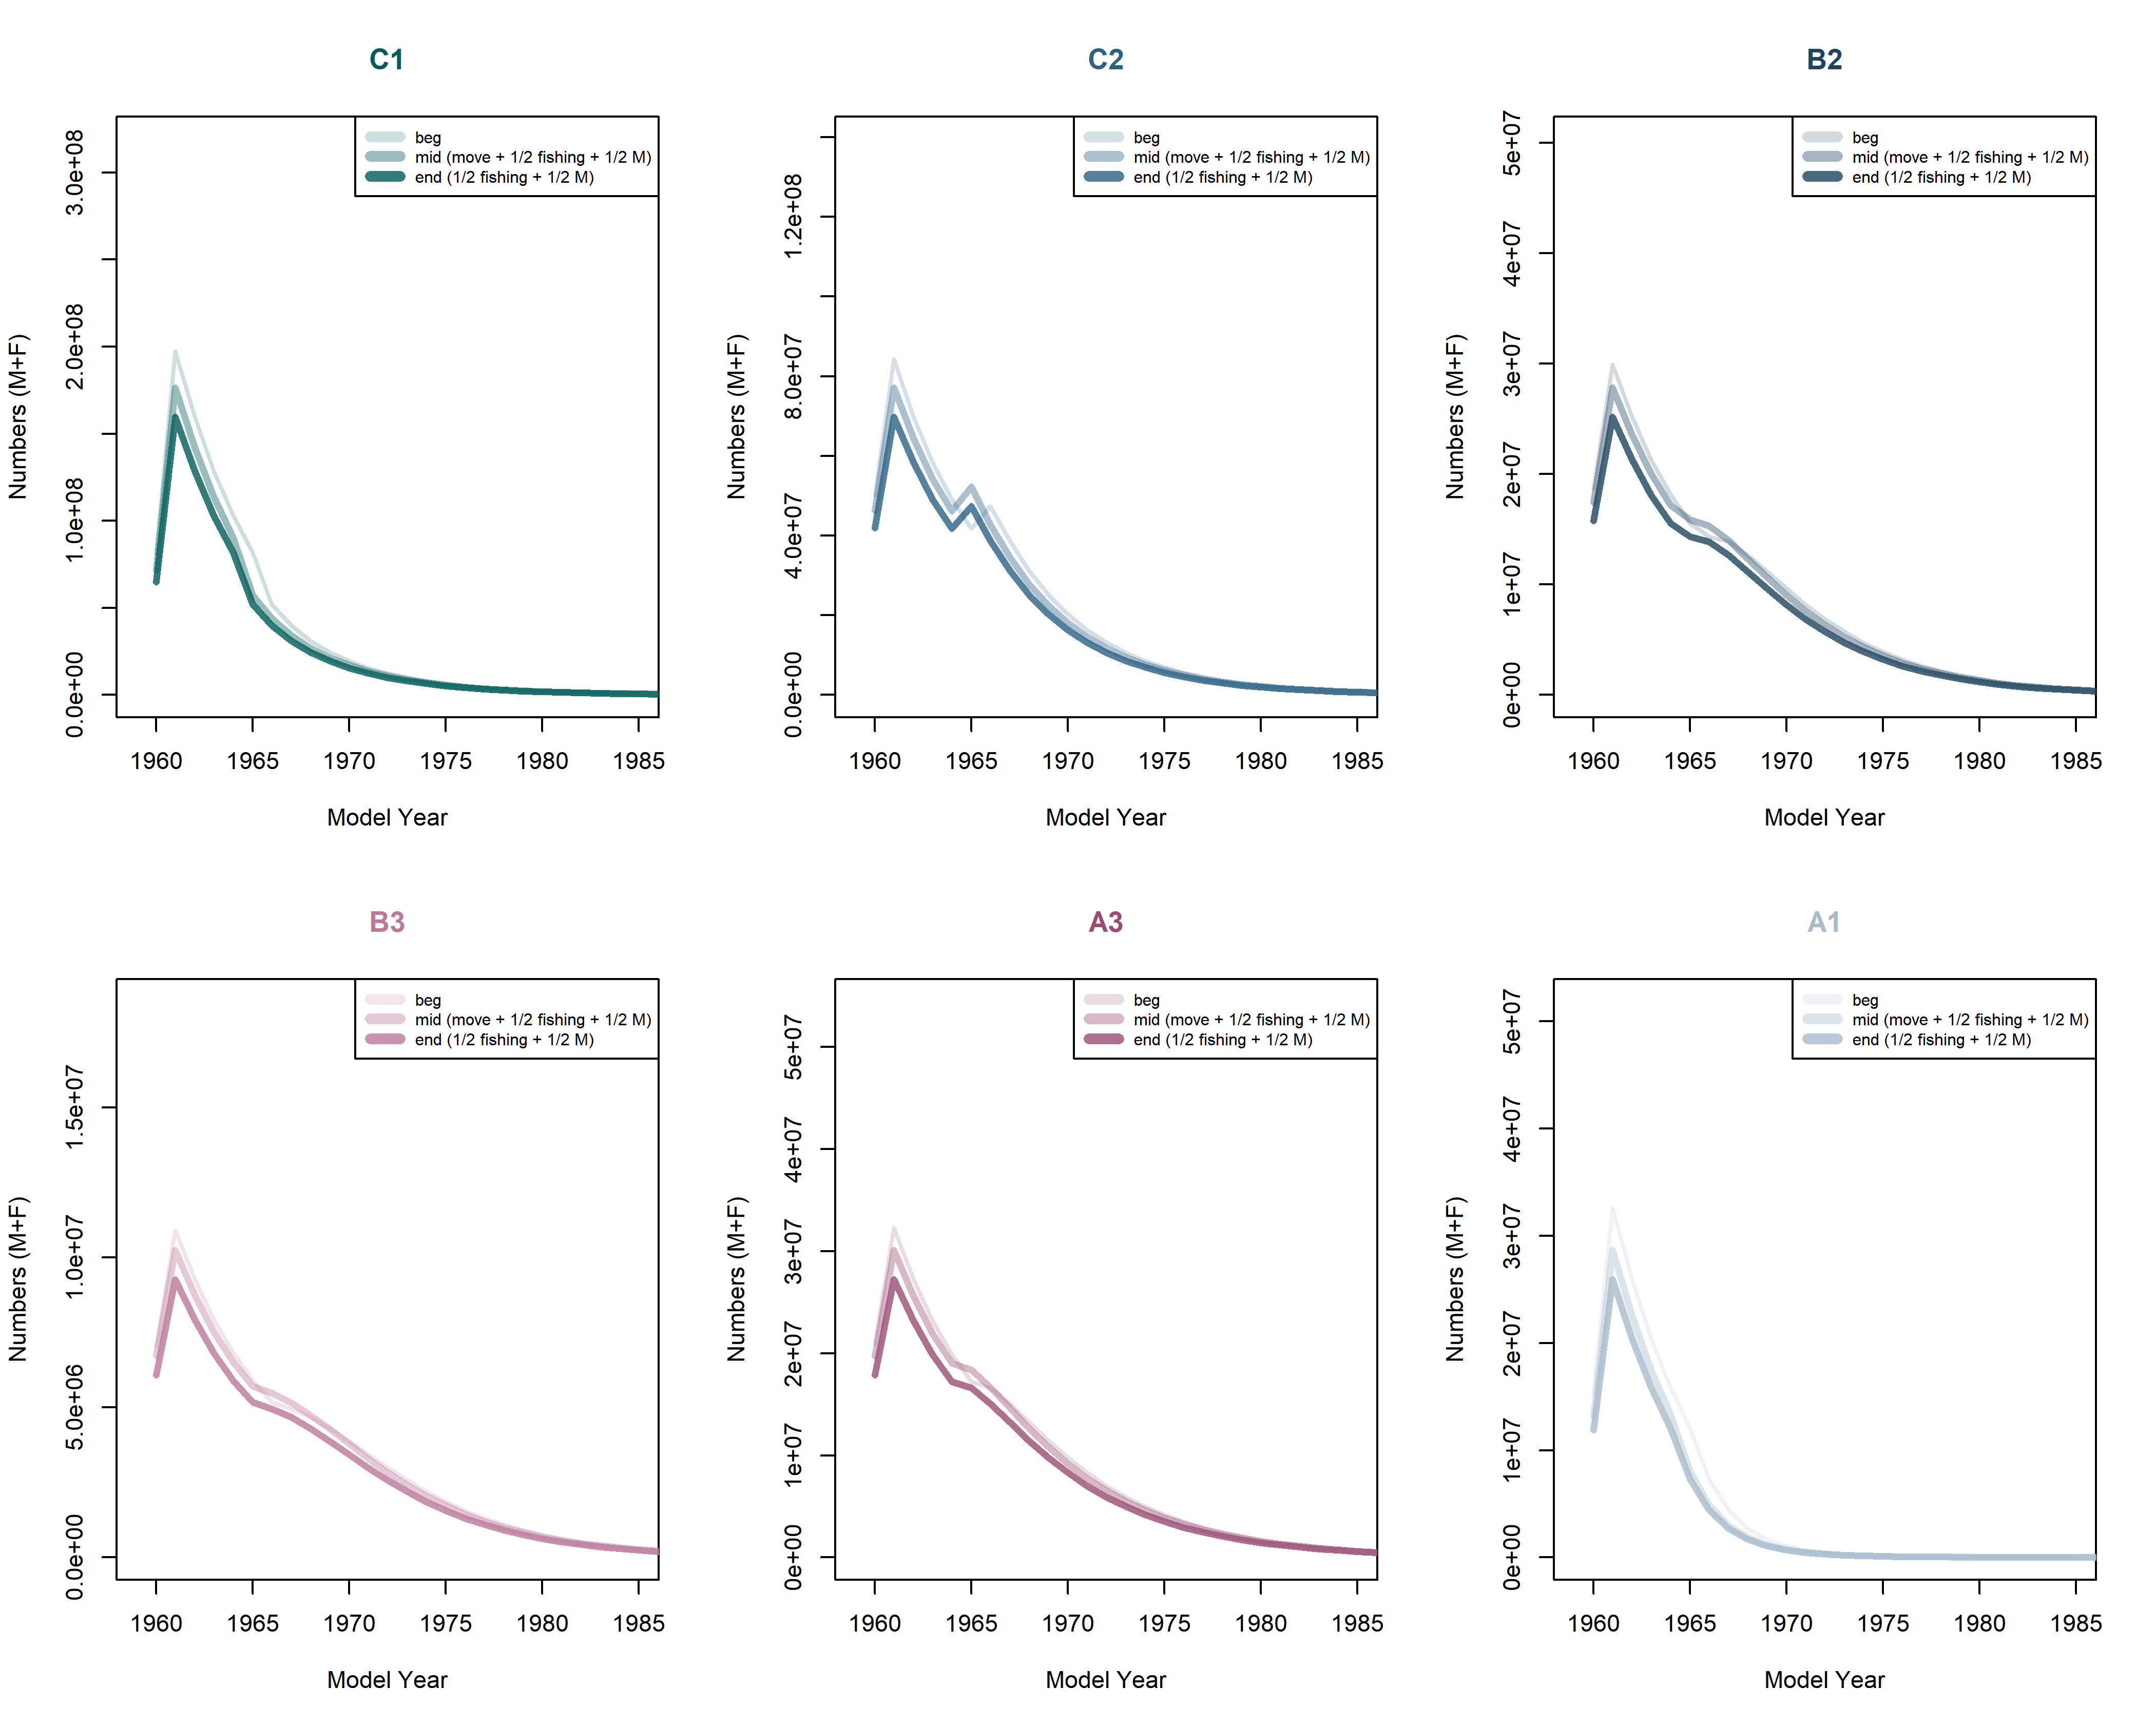 C1
beg
mid (move + 1/2 fishing + 1/2 M)
end (1/2 fishing + 1/2 M)
Numbers (M+F)
0.0e+00 1.0e+08 2.0e+08 3.0e+08
1960 1965 1970 1975 1980 1985
Model Year
C2
beg
mid (move + 1/2 fishing + 1/2 M)
end (1/2 fishing + 1/2 M)
Numbers (M+F)
0.0e+00 4.0e+07 8.0e+07 1.2e+08
1960 1965 1970 1975 1980 1985
Model Year
B2
beg
mid (move + 1/2 fishing + 1/2 M)
end (1/2 fishing + 1/2 M)
Numbers (M+F)
0e+00 1e+07 2e+07 3e+07 4e+07 5e+07
1960 1965 1970 1975 1980 1985
Model Year
B3
beg
mid (move + 1/2 fishing + 1/2 M)
end (1/2 fishing + 1/2 M)
Numbers (M+F)
0.0e+00 5.0e+06 1.0e+07 1.5e+07
1960 1965 1970 1975 1980 1985
Model Year
A3
beg
mid (move + 1/2 fishing + 1/2 M)
end (1/2 fishing + 1/2 M)
Numbers (M+F)
0e+00 1e+07 2e+07 3e+07 4e+07 5e+07
1960 1965 1970 1975 1980 1985
Model Year
A1
beg
mid (move + 1/2 fishing + 1/2 M)
end (1/2 fishing + 1/2 M)
Numbers (M+F)
0e+00 1e+07 2e+07 3e+07 4e+07 5e+07
1960 1965 1970 1975 1980 1985
Model Year